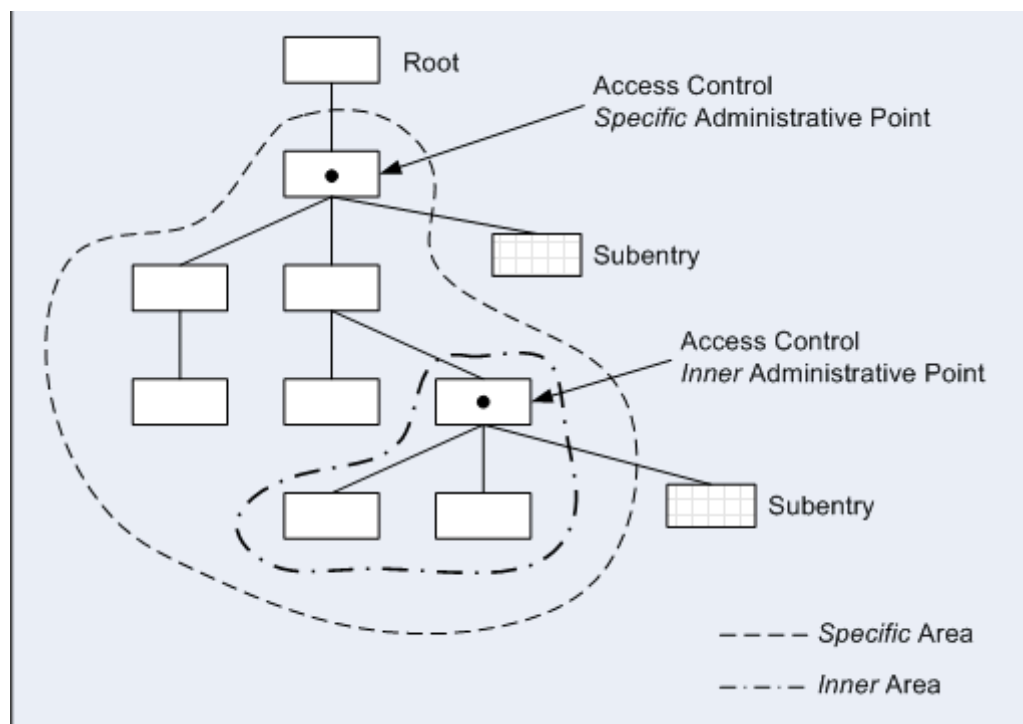 Root
Access Control
Specific Administrative Point
Subentry
Access Control
Inner Administrative Point
Subentry
Specific Area
Inner Area